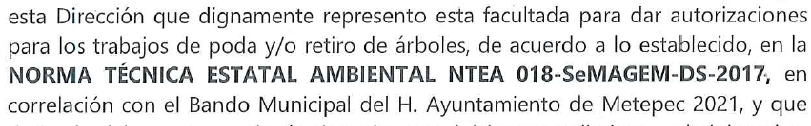 esta Dirección que dignamente represento esta facultada para dar autorizaciones
para los trabajos de poda y/o retiro de árboles, de acuerdo a lo establecido, en la
NORMA TÉCNICA ESTATAL AMBIENTAL NTEA 018-SeMAGEM-DS-2017, en
correlación con el Bando Municipal del H. Ayuntamiento de Metepec 2021, y que